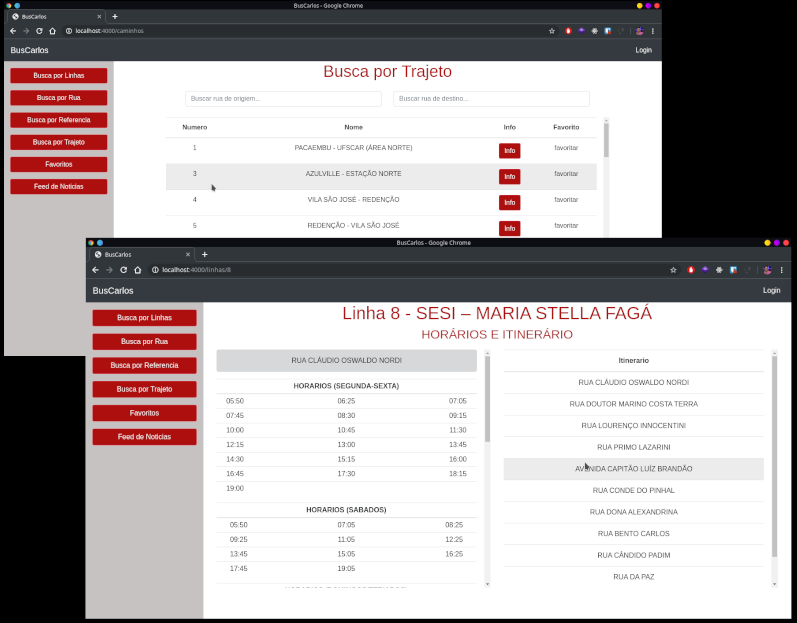 BusCarlos - Google Chrome
BusCarlos
localhost:4000/caminhos
BusCarlos
Login
Busca por Linhas
Busca por Rua
Busca por Referencia
Busca por Trajeto
Favoritos
Feed de Noticias
Busca por Trajeto
Buscar rua de origiem...
Buscar rua de destino...
Numero Nome Info Favorito
1 PACAEMBU - UFSCAR (ÁREA NORTE) Info favoritar
3 AZULVILLE - ESTAÇÃO NORTE Info favoritar
4 VILA SÃO JOSÉ - REDENÇÃO Info favoritar
5 REDENÇÃO - VILA SÃO JOSÉ Info favoritar
BusCarlos - Google Chrome
BusCarlos
localhost:4000/linhas/8
BusCarlos
Login
Busca por Linhas
Busca por Rua
Busca por Referencia
Busca por Trajeto
Favoritos
Feed de Noticias
Linha 8 - SESI – MARIA STELLA FAGÁ
HORÁRIOS E ITINERÁRIO
RUA CLÁUDIO OSWALDO NORDI
HORARIOS (SEGUNDA-SEXTA)
05:50 06:25 07:05
07:45 08:30 09:15
10:00 10:45 11:30
12:15 13:00 13:45
14:30 15:15 16:00
16:45 17:30 18:15
19:00
HORARIOS (SABADOS)
05:50 07:05 08:25
09:25 11:05 12:25
13:45 15:05 16:25
17:45 19:05
Itinerario
RUA CLÁUDIO OSWALDO NORDI
RUA DOUTOR MARINO COSTA TERRA
RUA LOURENÇO INNOCENTINI
RUA PRIMO LAZARINI
AVENIDA CAPITÃO LUÍZ BRANDÃO
RUA CONDE DO PINHAL
RUA DONA ALEXANDRINA
RUA BENTO CARLOS
RUA CÂNDIDO PADIM
RUA DA PAZ